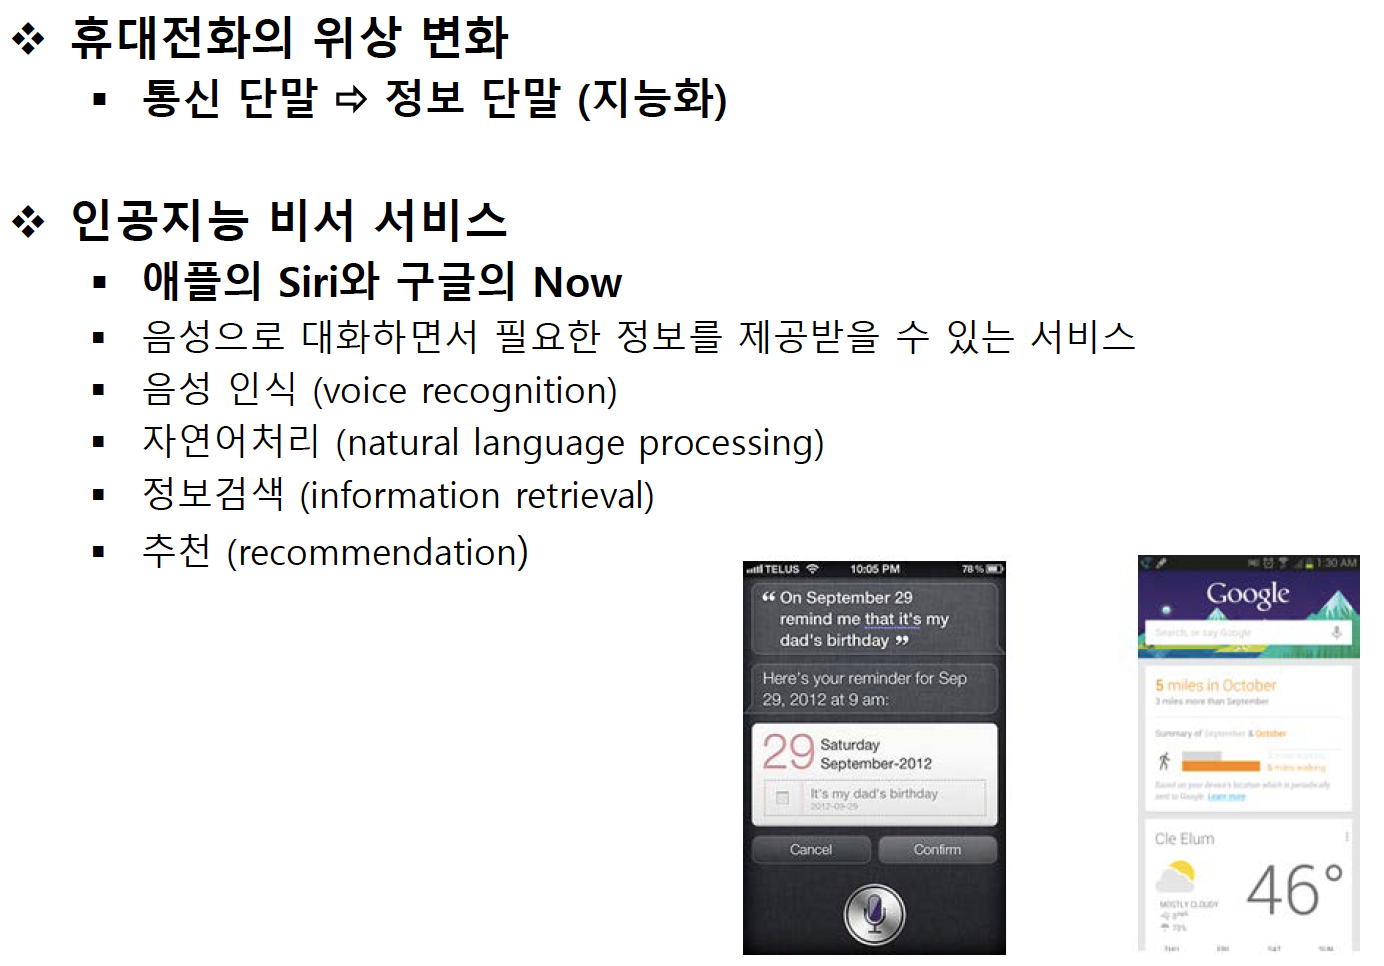 ❖ 휴대전화의 위상 변화
▪ 통신 단말 ⇨ 정보 단말 (지능화)
❖ 인공지능 비서 서비스
▪ 애플의 Siri와 구글의 Now
▪ 음성으로 대화하면서 필요한 정보를 제공받을 수 있는 서비스
▪ 음성 인식 (voice recognition)
▪ 자연어처리 (natural language processing)
▪ 정보검색 (information retrieval)
▪ 추천 (recommendation)
TELUS 10:05 PM 78%
“ On September 29
remind me that it's my
dad's birthday ”
Here's your reminder for Sep
29, 2012 at 9 am:
29 Saturday
September-2012
It's my dad's birthday
2012-09-29
Cancel Confirm
1:30 AM
Google
Search, or say Google
5 miles in October
3 miles more than September
Summary of September & October
5 miles walking
Based on your device's location which is periodically
sent to Google. Learn more
Cle Elum
46°
MOSTLY CLOUDY
THU FRI SAT SUN